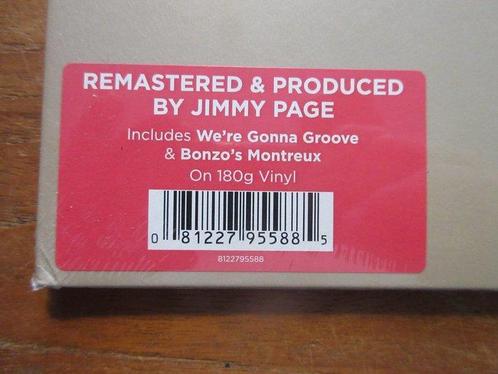 REMASTERED & PRODUCED
BY JIMMY PAGE
Includes We're Gonna Groove
& Bonzo's Montreux
On 180g Vinyl
0 81227 95588 5
8122795588